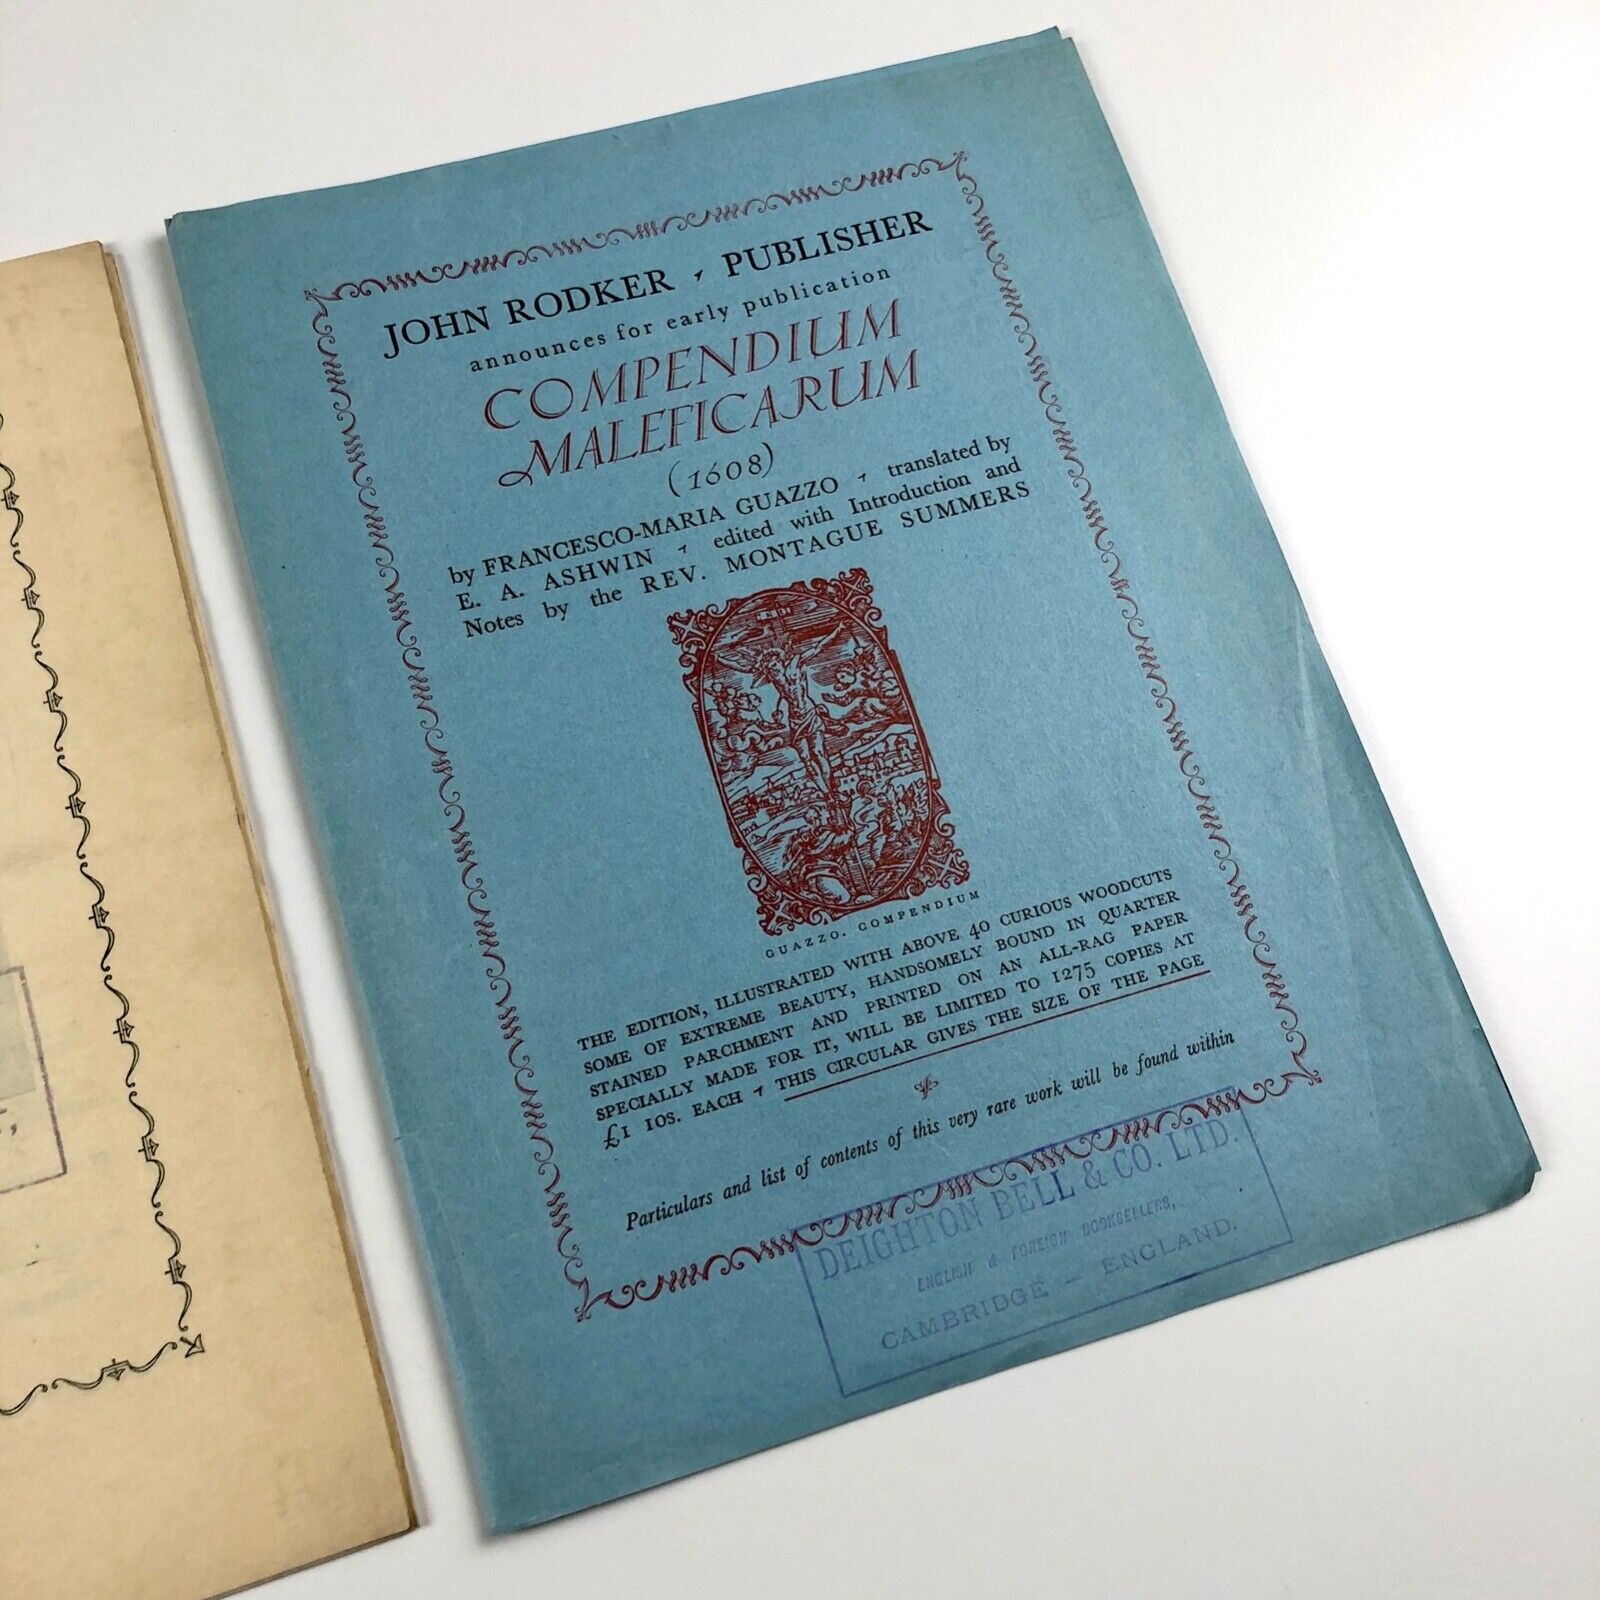 JOHN RODKER , PUBLISHER
announces for early publication
COMPENDIUM
MALEFICARUM
(1608)
by FRANCESCO-MARIA GUAZZO , translated by
E. A. ASHWIN , edited with Introduction and
Notes by the REV. MONTAGUE SUMMERS
INRI
GUAZZO. COMPENDIUM
THE EDITION, ILLUSTRATED WITH ABOVE 40 CURIOUS WOODCUTS
SOME OF EXTREME BEAUTY, HANDSOMELY BOUND IN QUARTER
STAINED PARCHMENT AND PRINTED ON AN ALL-RAG PAPER
SPECIALLY MADE FOR IT, WILL BE LIMITED TO 1275 COPIES AT
£1 10S. EACH , THIS CIRCULAR GIVES THE SIZE OF THE PAGE
Particulars and list of contents of this very rare work will be found within
DEIGHTON BELL & CO. LTD.
ENGLISH & FOREIGN BOOKSELLERS,
CAMBRIDGE - ENGLAND.